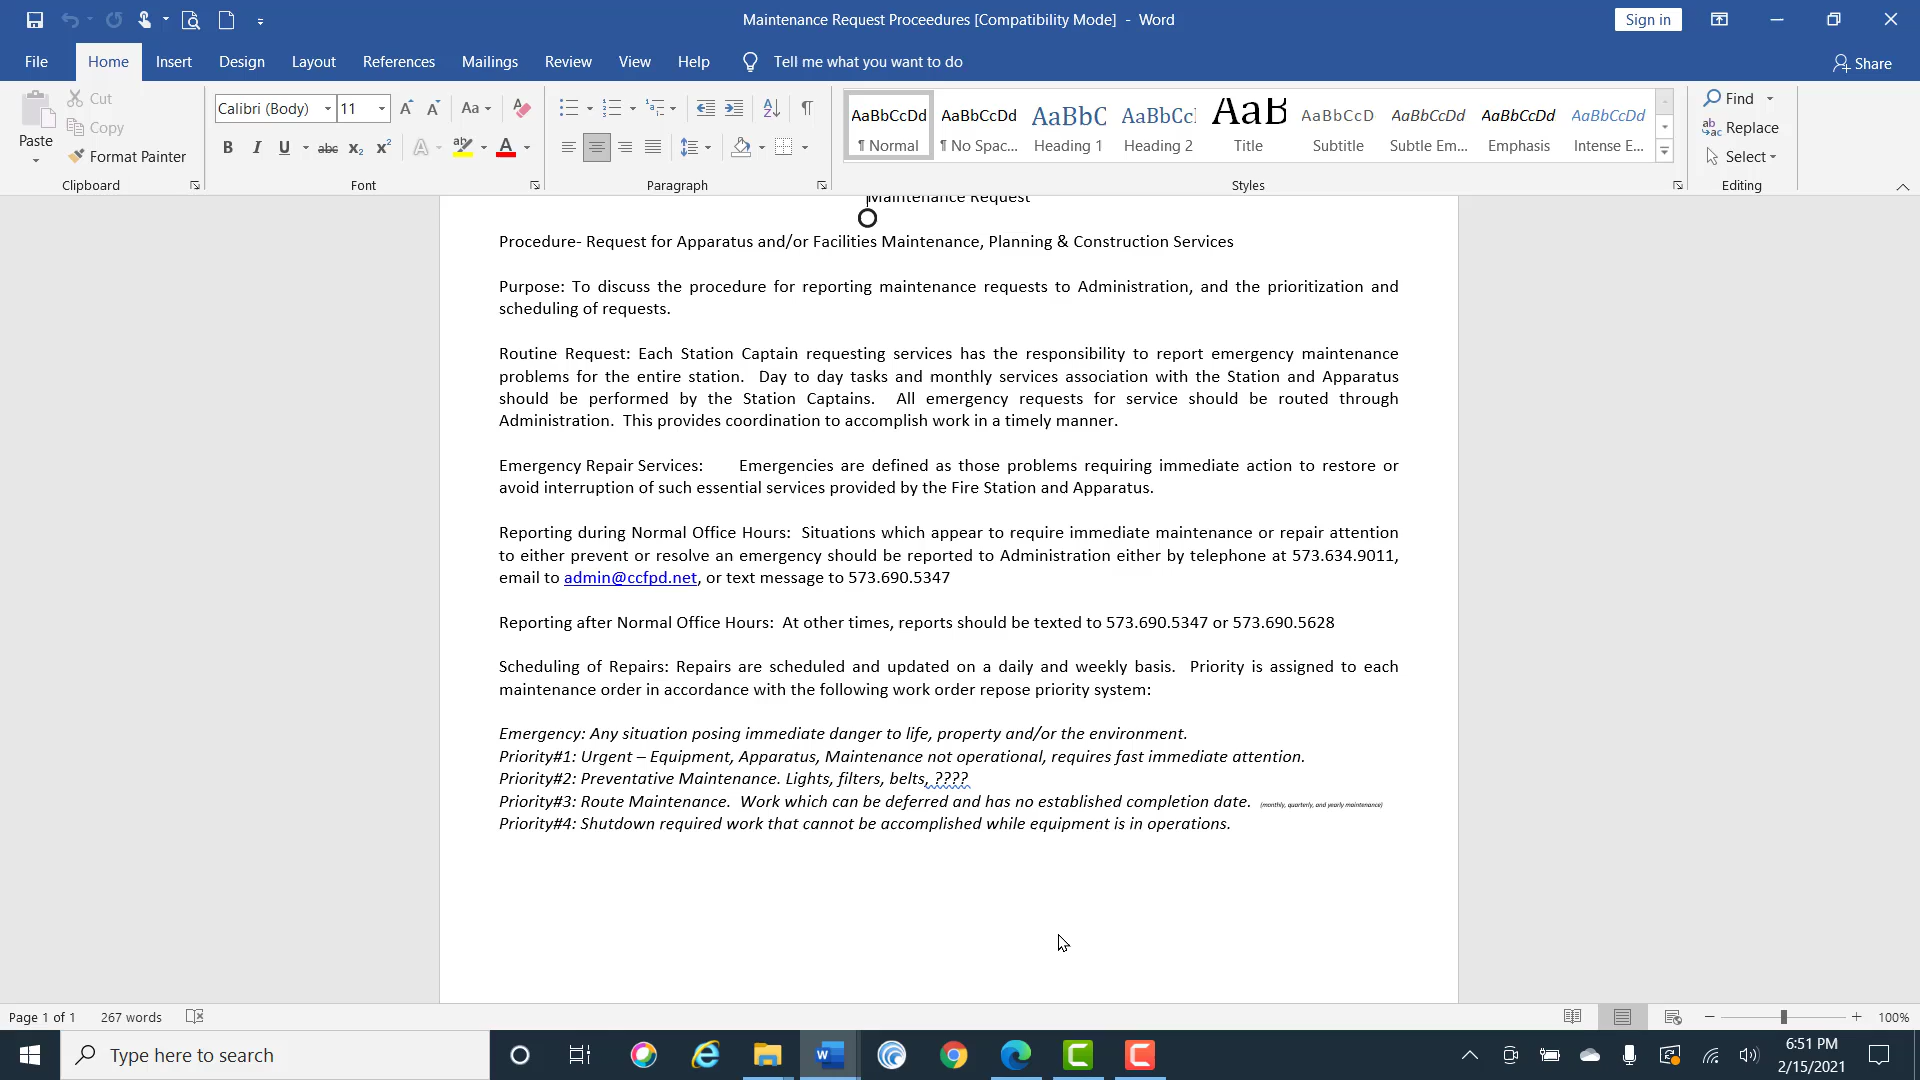 Maintenance Request Proceedures [Compatibility Mode] - Word
Sign in
File Home Insert Design Layout References Mailings Review View Help Tell me what you want to do
Share
Paste
Cut
Copy
Format Painter
Clipboard
Calibri (Body) 11
Font
Paragraph
AaBbCcDd AaBbCcDd AaBbC AaBbCcl AaB AaBbCcD AaBbCcDd AaBbCcDd AaBbCcDd
¶ Normal ¶ No Spac... Heading 1 Heading 2 Title Subtitle Subtle Em... Emphasis Intense E...
Styles
Find
Replace
Select
Editing
Maintenance Request
Procedure- Request for Apparatus and/or Facilities Maintenance, Planning & Construction Services
Purpose: To discuss the procedure for reporting maintenance requests to Administration, and the prioritization and
scheduling of requests.
Routine Request: Each Station Captain requesting services has the responsibility to report emergency maintenance
problems for the entire station. Day to day tasks and monthly services association with the Station and Apparatus
should be performed by the Station Captains. All emergency requests for service should be routed through
Administration. This provides coordination to accomplish work in a timely manner.
Emergency Repair Services: Emergencies are defined as those problems requiring immediate action to restore or
avoid interruption of such essential services provided by the Fire Station and Apparatus.
Reporting during Normal Office Hours: Situations which appear to require immediate maintenance or repair attention
to either prevent or resolve an emergency should be reported to Administration either by telephone at 573.634.9011,
email to admin@ccfpd.net, or text message to 573.690.5347
Reporting after Normal Office Hours: At other times, reports should be texted to 573.690.5347 or 573.690.5628
Scheduling of Repairs: Repairs are scheduled and updated on a daily and weekly basis. Priority is assigned to each
maintenance order in accordance with the following work order repose priority system:
Emergency: Any situation posing immediate danger to life, property and/or the environment.
Priority#1: Urgent – Equipment, Apparatus, Maintenance not operational, requires fast immediate attention.
Priority#2: Preventative Maintenance. Lights, filters, belts, ????
Priority#3: Route Maintenance. Work which can be deferred and has no established completion date. (monthly, quarterly, and yearly maintenance)
Priority#4: Shutdown required work that cannot be accomplished while equipment is in operations.
Page 1 of 1 267 words
100%
Type here to search
6:51 PM
2/15/2021